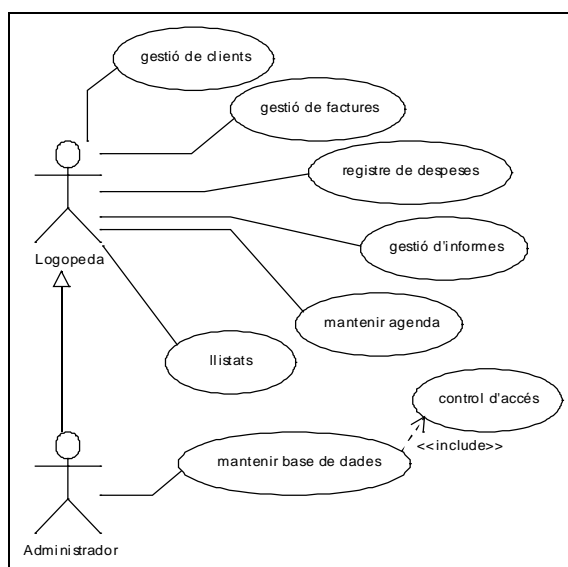 gestió de clients
gestió de factures
registre de despeses
gestió d'informes
Logopeda
mantenir agenda
llistats
control d'accés
<<include>>
mantenir base de dades
Administrador